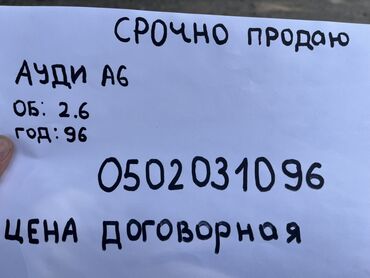 СРОЧНО ПРОДАЮ
АУДИ А6
ОБ: 2.6
ГОД: 96
0502031096
ЦЕНА ДОГОВОРНАЯ